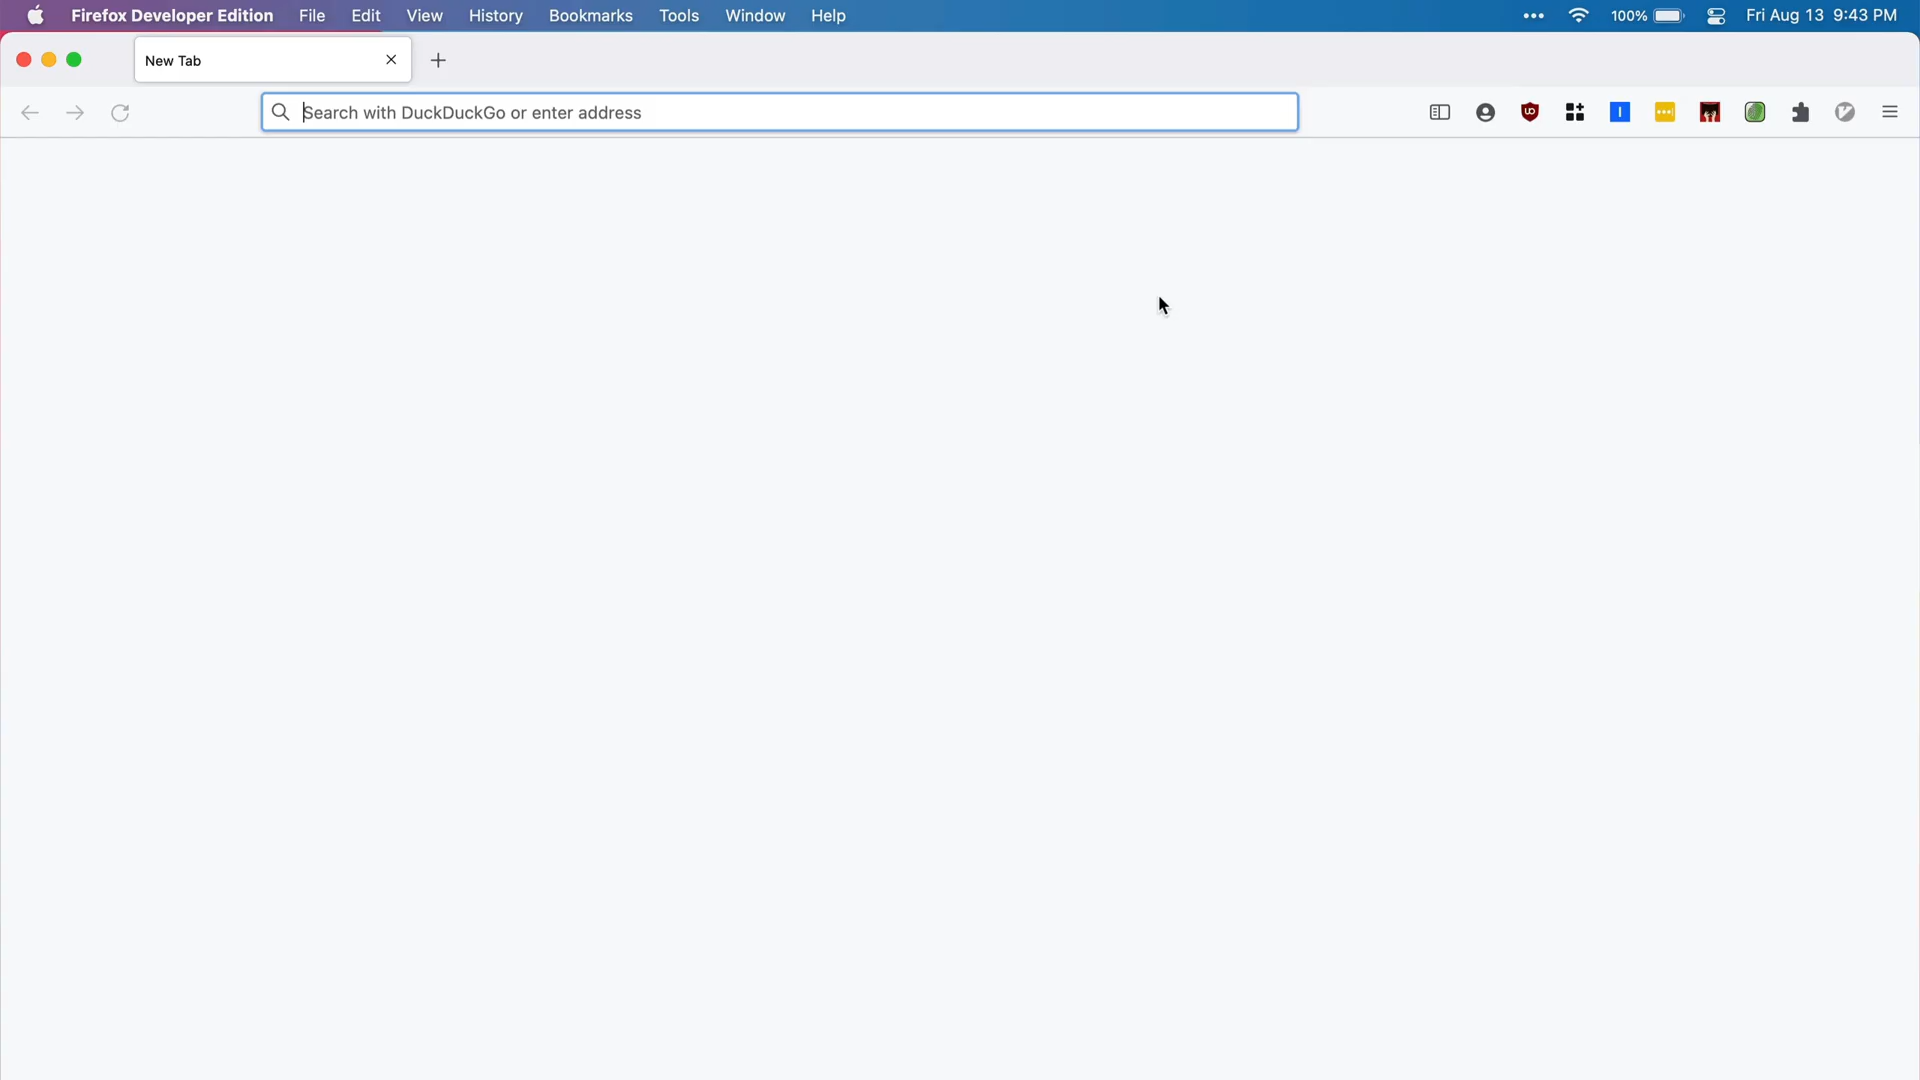 Firefox Developer Edition File Edit View History Bookmarks Tools Window Help 100% Fri Aug 13 9:43 PM
New Tab
Search with DuckDuckGo or enter address